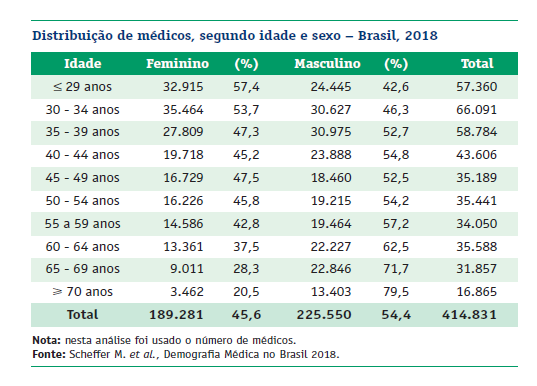 Distribuição de médicos, segundo idade e sexo – Brasil, 2018
Idade Feminino (%) Masculino (%) Total
≤ 29 anos 32.915 57,4 24.445 42,6 57.360
30 - 34 anos 35.464 53,7 30.627 46,3 66.091
35 - 39 anos 27.809 47,3 30.975 52,7 58.784
40 - 44 anos 19.718 45,2 23.888 54,8 43.606
45 - 49 anos 16.729 47,5 18.460 52,5 35.189
50 - 54 anos 16.226 45,8 19.215 54,2 35.441
55 a 59 anos 14.586 42,8 19.464 57,2 34.050
60 - 64 anos 13.361 37,5 22.227 62,5 35.588
65 - 69 anos 9.011 28,3 22.846 71,7 31.857
⩾ 70 anos 3.462 20,5 13.403 79,5 16.865
Total 189.281 45,6 225.550 54,4 414.831
Nota: nesta análise foi usado o número de médicos.
Fonte: Scheffer M. et al., Demografia Médica no Brasil 2018.